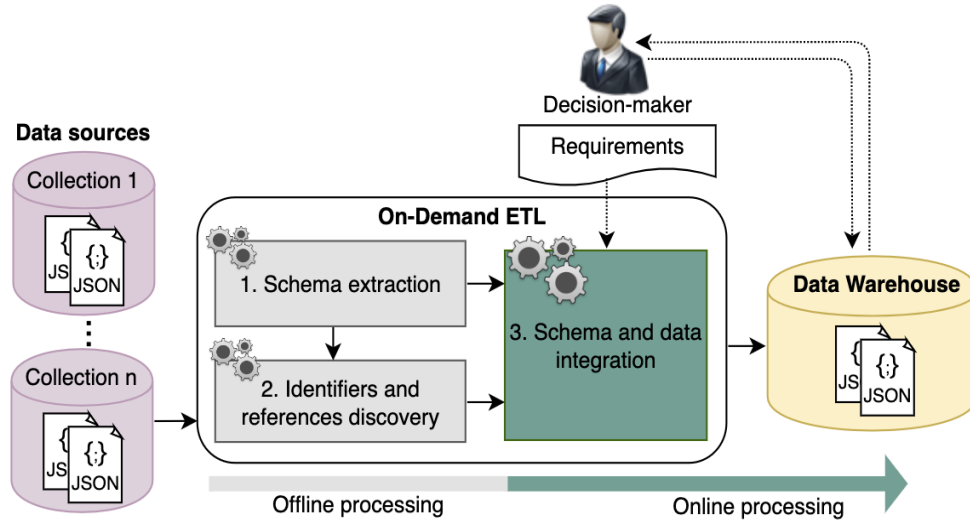 Decision-maker
Requirements
Data sources
Collection 1
{
JS
{;}
JSON
Collection n
{
JS
{;}
JSON
On-Demand ETL
1. Schema extraction
2. Identifiers and
references discovery
3. Schema and data
integration
Data Warehouse
{
JS
{;}
JSON
Offline processing
Online processing